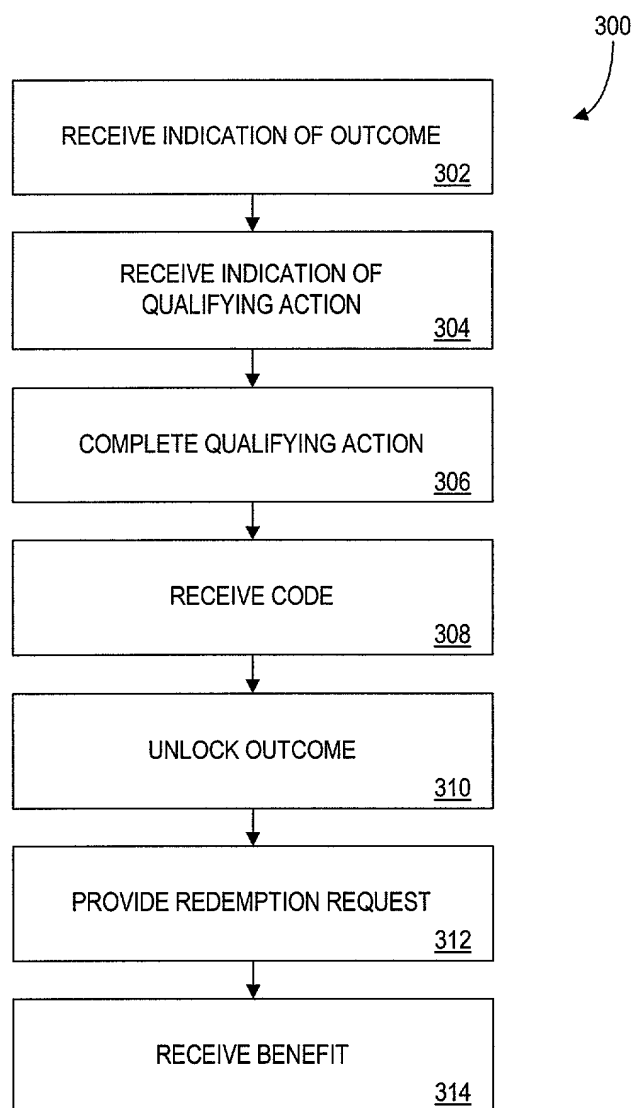 300
RECEIVE INDICATION OF OUTCOME
302
RECEIVE INDICATION OF
QUALIFYING ACTION
304
COMPLETE QUALIFYING ACTION
306
RECEIVE CODE
308
UNLOCK OUTCOME
310
PROVIDE REDEMPTION REQUEST
312
RECEIVE BENEFIT
314